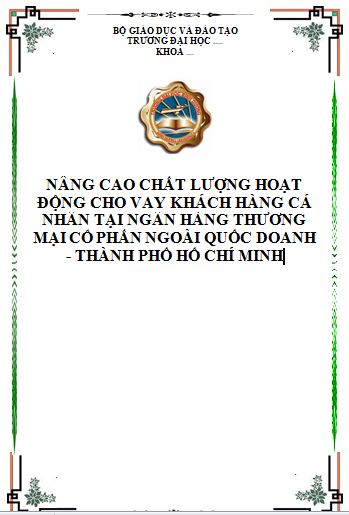 BỘ GIÁO DỤC VÀ ĐÀO TẠO
TRƯỜNG ĐẠI HỌC .....
KHOA ...
NÂNG CAO CHẤT LƯỢNG HOẠT
ĐỘNG CHO VAY KHÁCH HÀNG CÁ
NHÂN TẠI NGÂN HÀNG THƯƠNG
MẠI CỔ PHẦN NGOÀI QUỐC DOANH
- THÀNH PHỐ HỒ CHÍ MINH